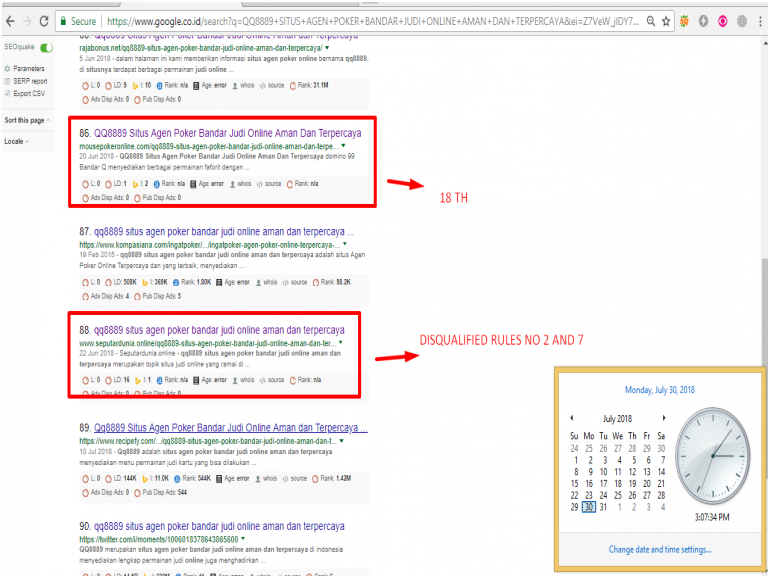 Secure | https://www.google.co.id/search?q=QQ8889+SITUS+AGEN+POKER+BANDAR+JUDI+ONLINE+AMAN+DAN+TERPERCAYA&ei=Z7VeW_jIDY7...
SEOquake
Parameters
SERP report
Export CSV
Sort this page
Locale
rajabonus.net/qq8889-situs-agen-poker-bandar-judi-online-aman-dan-terpercaya/
5 Jun 2018 - dalam halaman ini kami memberikan informasi situs agen poker online bernama qq8889,
di situsnya terdapat berbagai permainan judi online ...
L: 0 LD: 9 I: 10 Rank: n/a Age: error whois source Rank: 31.1M
Adv Disp Ads: 0 Pub Disp Ads: 0
86. QQ8889 Situs Agen Poker Bandar Judi Online Aman Dan Terpercaya
mousepokeronline.com/qq8889-situs-agen-poker-bandar-judi-online-aman-dan-terpe...
20 Jun 2018 - QQ8889 Situs Agen Poker Bandar Judi Online Aman Dan Terpercaya domino 99
Bandar Q menyediakan berbagai permainan faforit dengan ...
L: 0 LD: 1 I: 2 Rank: n/a Age: error whois source Rank: n/a
Adv Disp Ads: 0 Pub Disp Ads: 0
18 TH
87. qq8889 situs agen poker bandar judi online aman dan terpercaya ...
https://www.kompasiana.com/ingatpoker/.../ingatpoker-agen-poker-online-terpercaya-...
19 Feb 2015 - qq8889 situs agen poker bandar judi online aman dan terpercaya adalah situs Agen
Poker Online Terpercaya dan yang terbaik, menyediakan ...
L: 0 LD: 508K I: 369K Rank: 1.80K Age: error whois source Rank: 98.2K
Adv Disp Ads: 4 Pub Disp Ads: 5
88. qq8889 situs agen poker bandar judi online aman dan terpercaya
www.seputardunia.online/qq8889-situs-agen-poker-bandar-judi-online-aman-dan-ter...
22 Jun 2018 - Seputardunia.online - qq8889 situs agen poker bandar judi online aman dan
terpercaya merupakan topik situs judi online yang ramai di ...
L: 0 LD: 16 I: 1 Rank: n/a Age: error whois source Rank: n/a
Adv Disp Ads: 0 Pub Disp Ads: 0
DISQUALIFIED RULES NO 2 AND 7
89. QQ8889 Situs Agen Poker Bandar Judi Online Aman dan Terpercaya ...
https://www.recipefy.com/.../qq8889-situs-agen-poker-bandar-judi-online-aman-dan-t...
10 Jul 2018 - QQ8889 adalah situs agen poker bandar judi online aman dan terpercaya
menyediakan menu permainan judi kartu yang bisa dilakukan ...
L: 0 LD: 144K I: 11.0K Rank: 544K Age: error whois source Rank: 1.42M
Adv Disp Ads: 0 Pub Disp Ads: 544
90. qq8889 situs agen poker bandar judi online aman dan terpercaya
https://twitter.com/i/moments/1006018378643865600
QQ8889 merupakan situs agen poker bandar judi online aman dan terpercaya di indonesia
menyediakan lengkap permainan judi online juga menghadirkan ...
Monday, July 30, 2018
July 2018
Su Mo Tu We Th Fr Sa
24 25 26 27 28 29 30
1 2 3 4 5 6 7
8 9 10 11 12 13 14
15 16 17 18 19 20 21
22 23 24 25 26 27 28
29 30 31 1 2 3 4
3:07:34 PM
Change date and time settings...